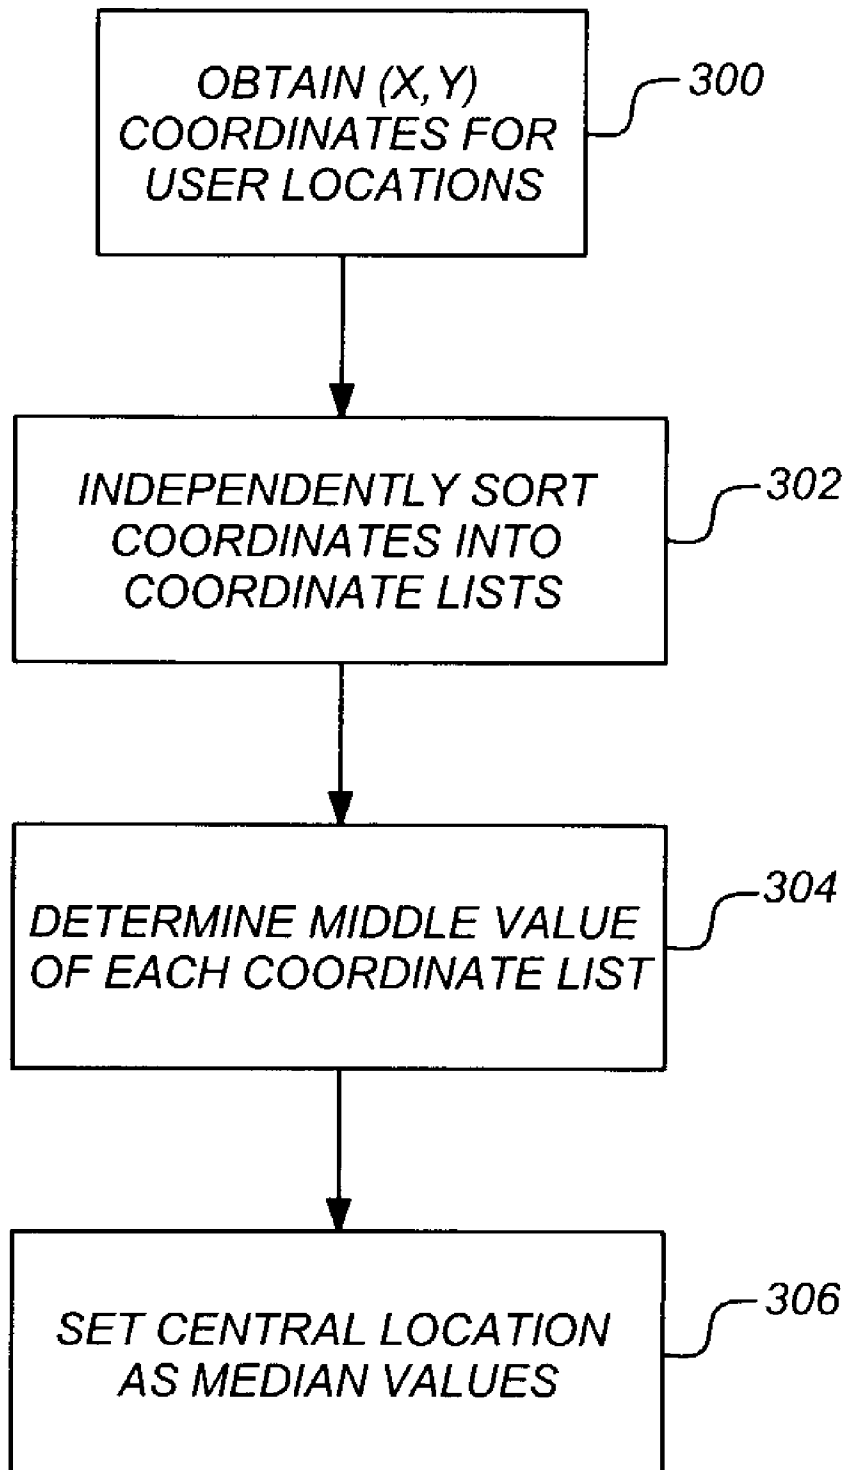 OBTAIN (X,Y)
COORDINATES FOR
USER LOCATIONS
300
INDEPENDENTLY SORT
COORDINATES INTO
COORDINATE LISTS
302
DETERMINE MIDDLE VALUE
OF EACH COORDINATE LIST
304
SET CENTRAL LOCATION
AS MEDIAN VALUES
306